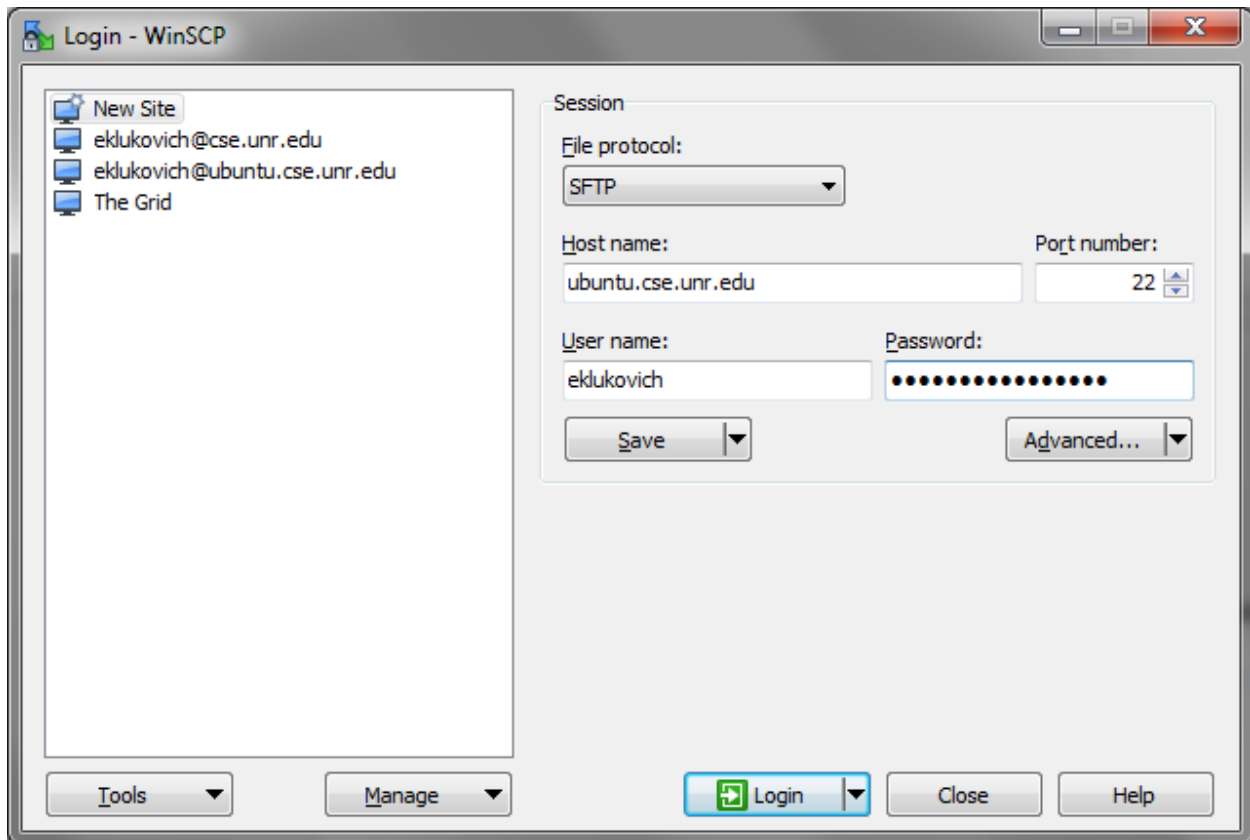 Login - WinSCP
New Site
eklukovich@cse.unr.edu
eklukovich@ubuntu.cse.unr.edu
The Grid
Session
File protocol:
SFTP
Host name:
Port number:
ubuntu.cse.unr.edu
22
User name:
Password:
eklukovich
●●●●●●●●●●●●●●●●
Save
Advanced...
Tools
Manage
Login
Close
Help